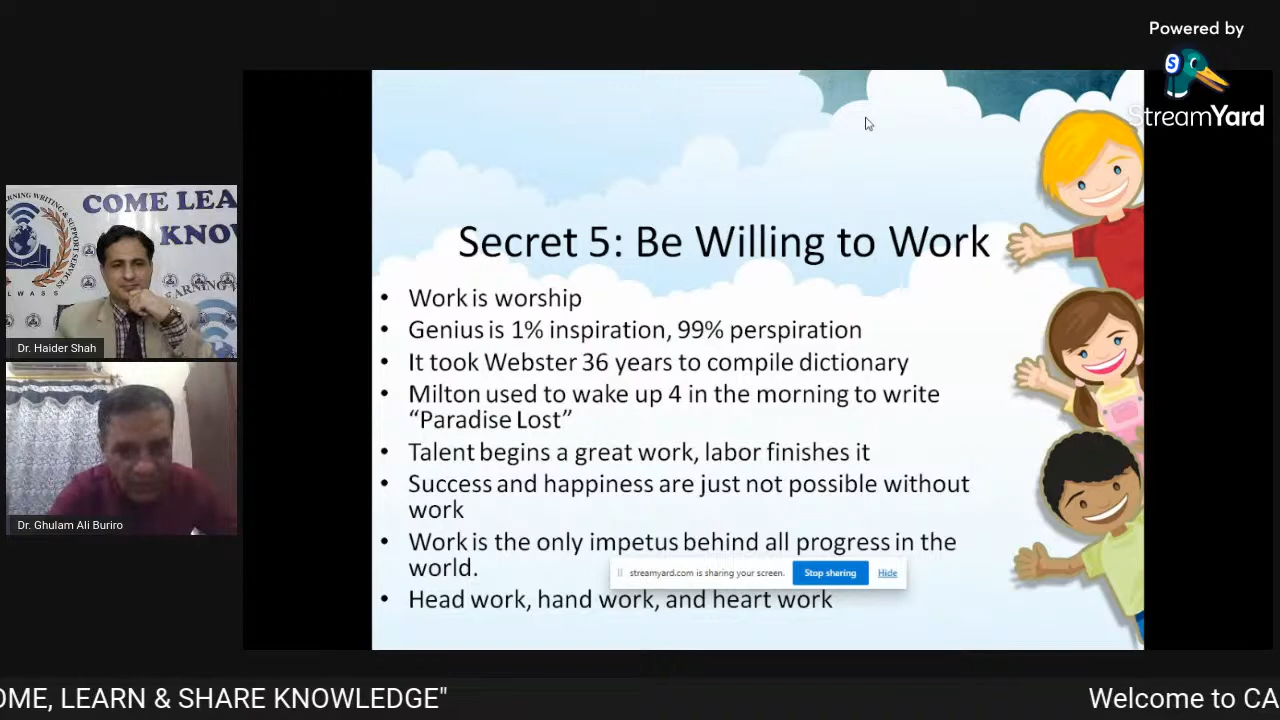 Powered by
StreamYard
COME LEA
KNOW
Dr. Haider Shah
Dr. Ghulam Ali Buriro
Secret 5: Be Willing to Work
• Work is worship
• Genius is 1% inspiration, 99% perspiration
• It took Webster 36 years to compile dictionary
• Milton used to wake up 4 in the morning to write
“Paradise Lost”
• Talent begins a great work, labor finishes it
• Success and happiness are just not possible without
work
• Work is the only impetus behind all progress in the
world.
streamyard.com is sharing your screen. Stop sharing Hide
• Head work, hand work, and heart work
OME, LEARN & SHARE KNOWLEDGE" Welcome to CA